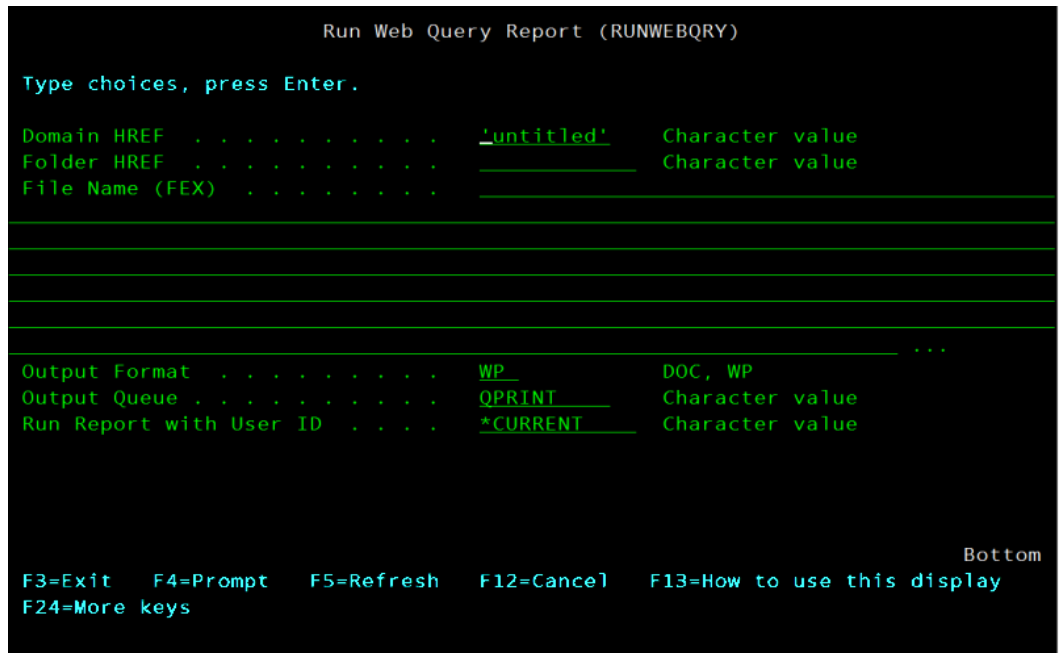 Run Web Query Report (RUNWEBQRY)
Type choices, press Enter.
Domain HREF . . . . . . . . . . 'untitled' Character value
Folder HREF . . . . . . . . . . Character value
File Name (FEX) . . . . . . . .
...
Output Format . . . . . . . . . WP DOC, WP
Output Queue . . . . . . . . . . QPRINT Character value
Run Report with User ID . . . . *CURRENT Character value
Bottom
F3=Exit F4=Prompt F5=Refresh F12=Cancel F13=How to use this display
F24=More keys